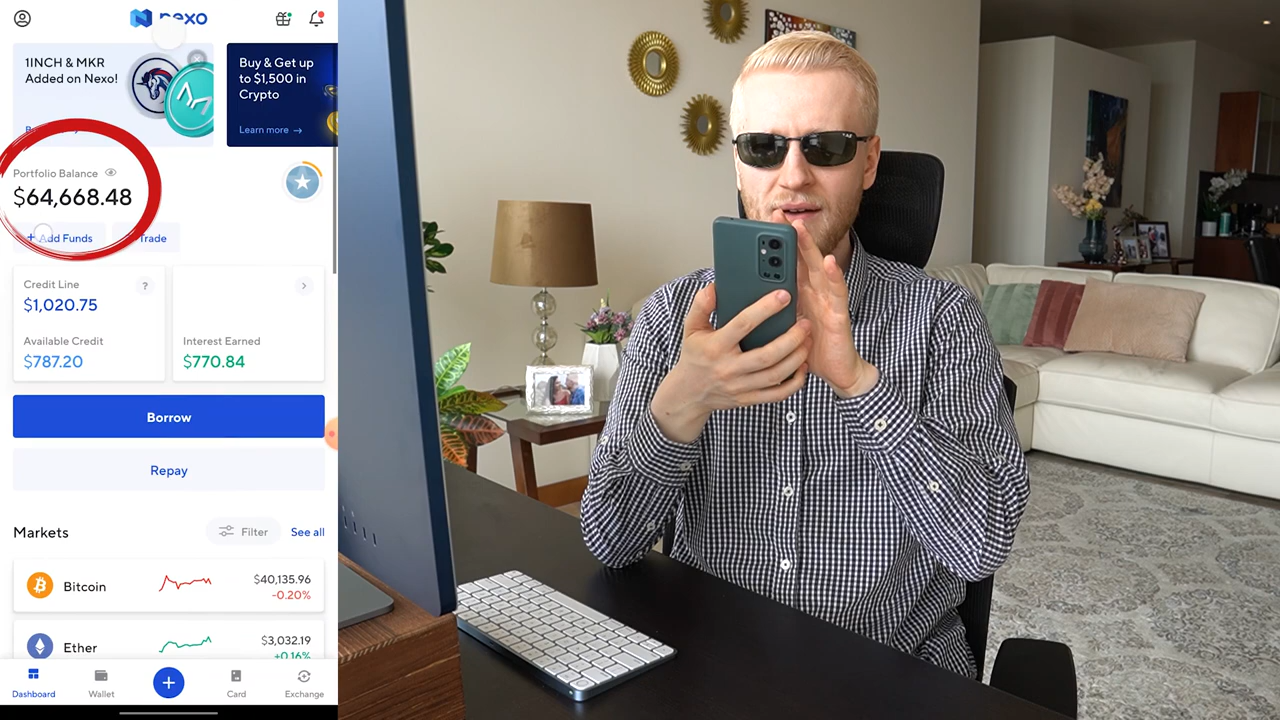 nexo
1INCH & MKR
Added on Nexo!
Buy & Get up
to $1,500 in
Crypto
Learn more →
Portfolio Balance
$64,668.48
+ Add Funds
Trade
Credit Line
?
$1,020.75
Available Credit
$787.20
Interest Earned
$770.84
Borrow
Repay
Markets
Filter
See all
Bitcoin
$40,135.96
-0.20%
Ether
$3,032.19
+0.16%
Dashboard
Wallet
+
Card
Exchange